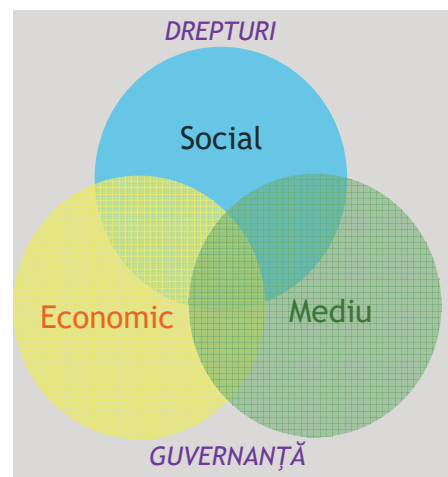 DREPTURI
Social
Economic
Mediu
GUVERNANȚĂ